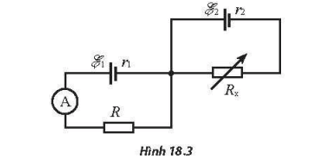 ℰ₂ r₂
ℰ₁ r₁
A
Rₓ
R
Hình 18.3